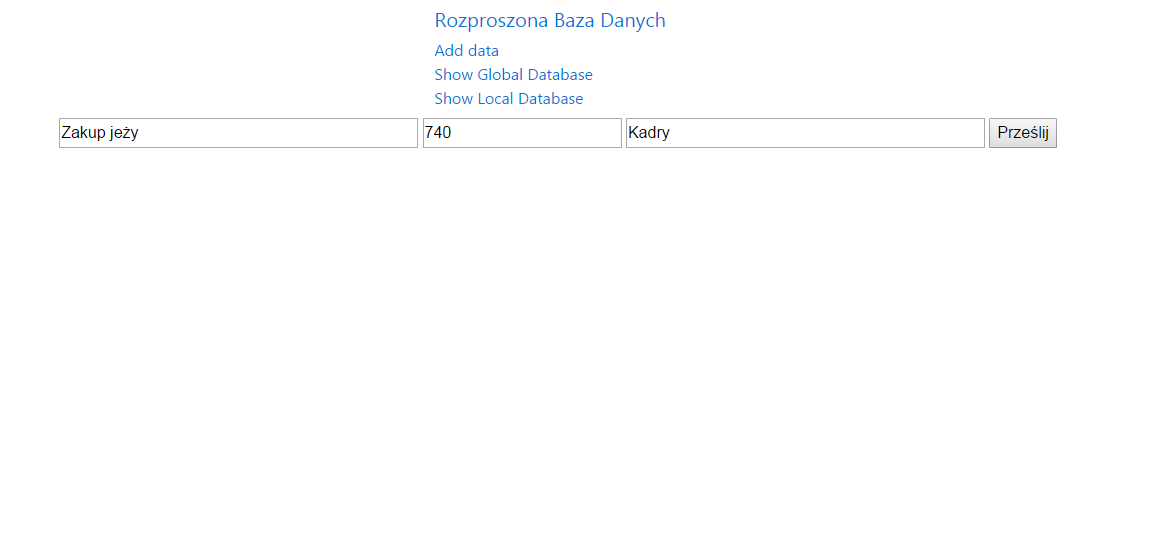 Rozproszona Baza Danych
Add data
Show Global Database
Show Local Database
Zakup jeży 740 Kadry Prześlij